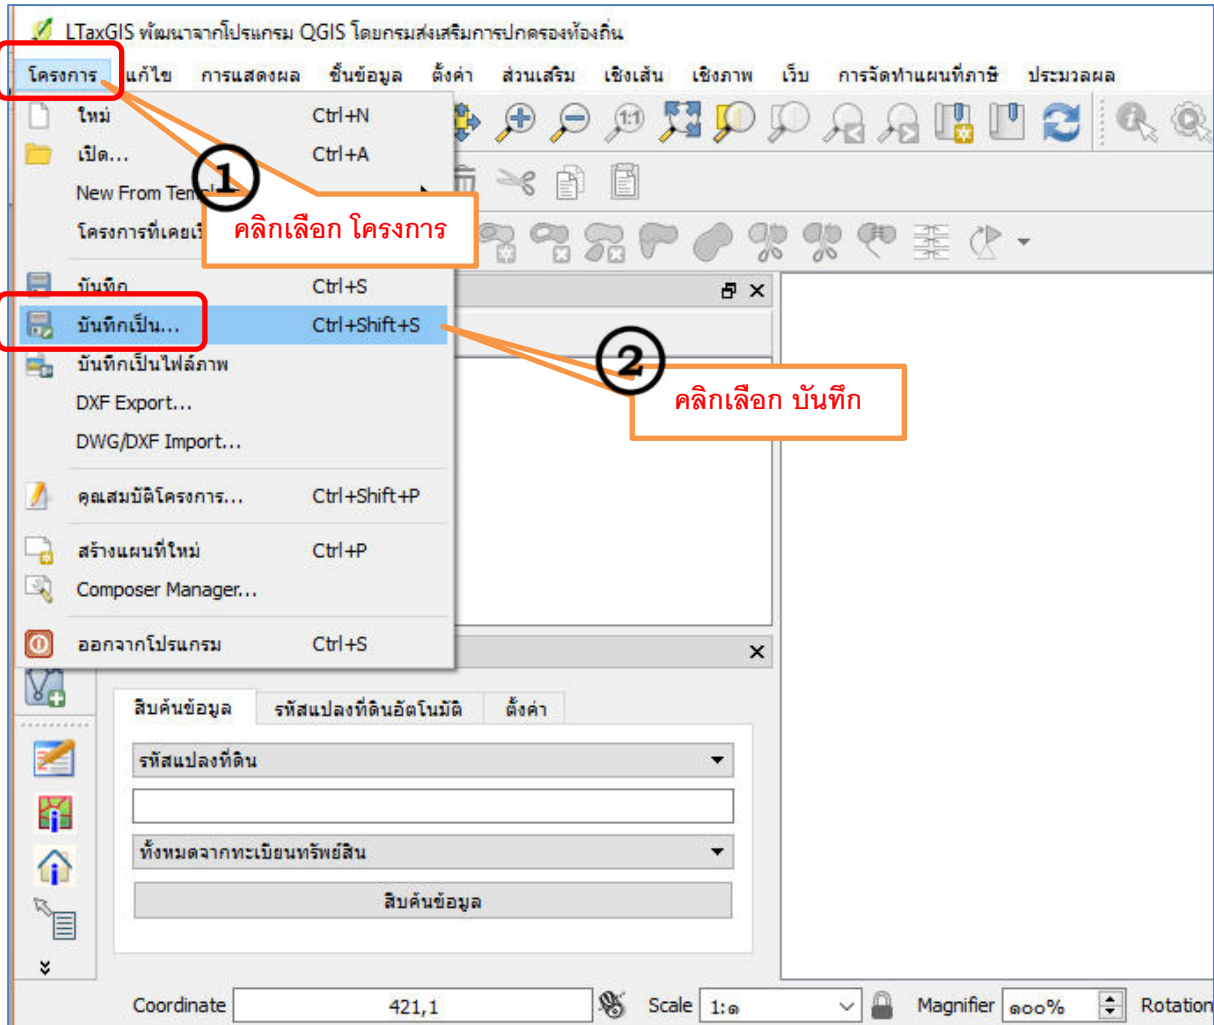 LTaxGIS พัฒนาจากโปรแกรม QGIS โดยกรมส่งเสริมการปกครองท้องถิ่น
โครงการ แก้ไข การแสดงผล ชั้นข้อมูล ตั้งค่า ส่วนเสริม เชิงเส้น เชิงภาพ เว็บ การจัดทำแผนที่ภาษี ประมวลผล
ใหม่ Ctrl+N
เปิด... Ctrl+A
New From
1
คลิกเลือก โครงการ
บันทึก Ctrl+S
บันทึกเป็น... Ctrl+Shift+S
2
คลิกเลือก บันทึก
บันทึกเป็นไฟล์ภาพ
DXF Export...
DWG/DXF Import...
คุณสมบัติโครงการ... Ctrl+Shift+P
สร้างแผนที่ใหม่ Ctrl+P
Composer Manager...
ออกจากโปรแกรม Ctrl+S
สืบค้นข้อมูล รหัสแปลงที่ดินอัตโนมัติ ตั้งค่า
รหัสแปลงที่ดิน
ทั้งหมดจากทะเบียนทรัพย์สิน
สืบค้นข้อมูล
Coordinate 421,1 Scale 1:๑ Magnifier ๑๐๐% Rotation